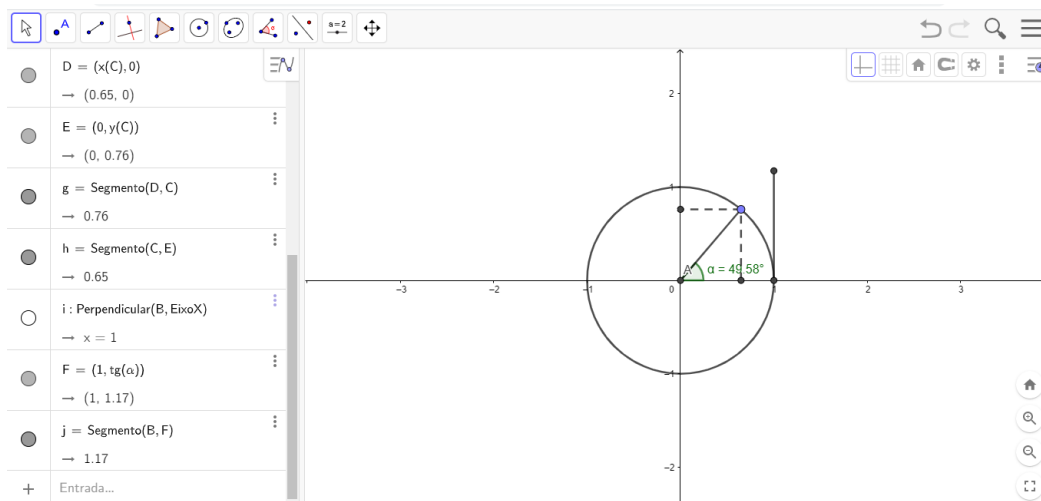 A
a=2
D = (x(C), 0)
→ (0.65, 0)
E = (0, y(C))
→ (0, 0.76)
g = Segmento(D, C)
→ 0.76
h = Segmento(C, E)
→ 0.65
i : Perpendicular(B, EixoX)
→ x = 1
F = (1, tg(α))
→ (1, 1.17)
j = Segmento(B, F)
→ 1.17
+ Entrada...
2
1
A α = 49.58°
-3 -2 -1 0 1 2 3
-1
-2